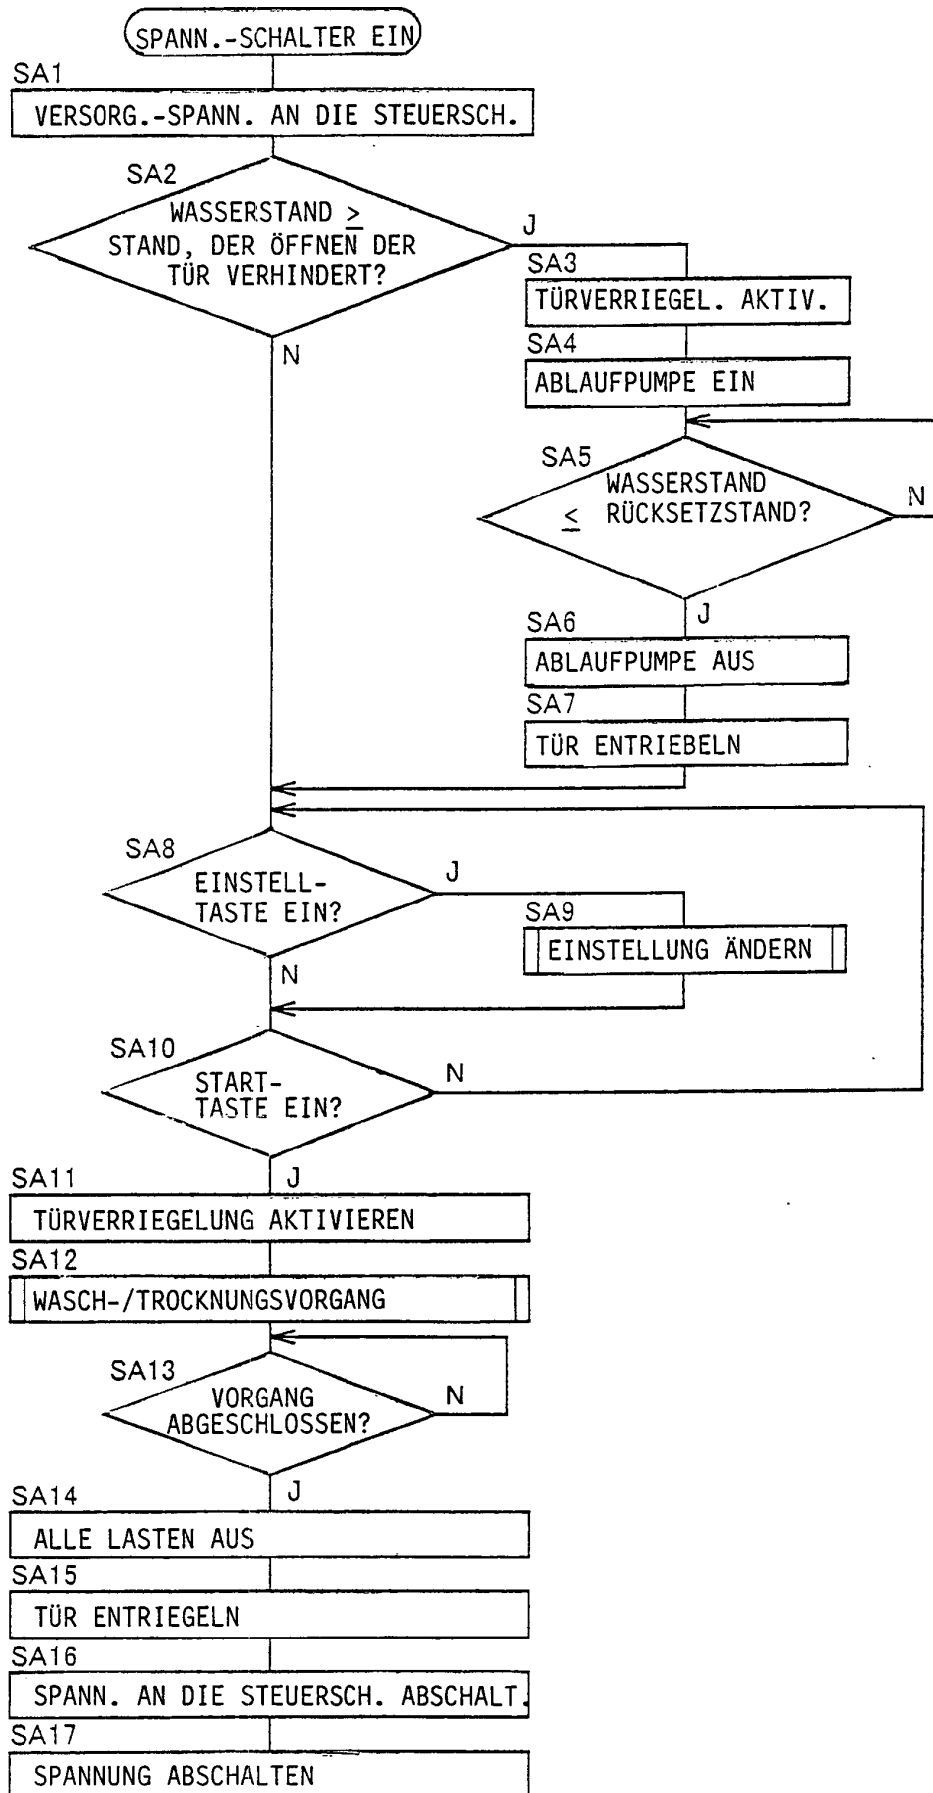 SPANN.-SCHALTER EIN
SA1
VERSORG.-SPANN. AN DIE STEUERSCH.
SA2
WASSERSTAND ≥
STAND, DER ÖFFNEN DER
TÜR VERHINDERT?
J
N
SA3
TÜRVERRIEGEL. AKTIV.
SA4
ABLAUFPUMPE EIN
SA5
WASSERSTAND
≤ RÜCKSETZSTAND?
N
J
SA6
ABLAUFPUMPE AUS
SA7
TÜR ENTRIEBELN
SA8
EINSTELL-
TASTE EIN?
J
N
SA9
EINSTELLUNG ÄNDERN
SA10
START-
TASTE EIN?
N
J
SA11
TÜRVERRIEGELUNG AKTIVIEREN
SA12
WASCH-/TROCKNUNGSVORGANG
SA13
VORGANG
ABGESCHLOSSEN?
N
J
SA14
ALLE LASTEN AUS
SA15
TÜR ENTRIEGELN
SA16
SPANN. AN DIE STEUERSCH. ABSCHALT.
SA17
SPANNUNG ABSCHALTEN